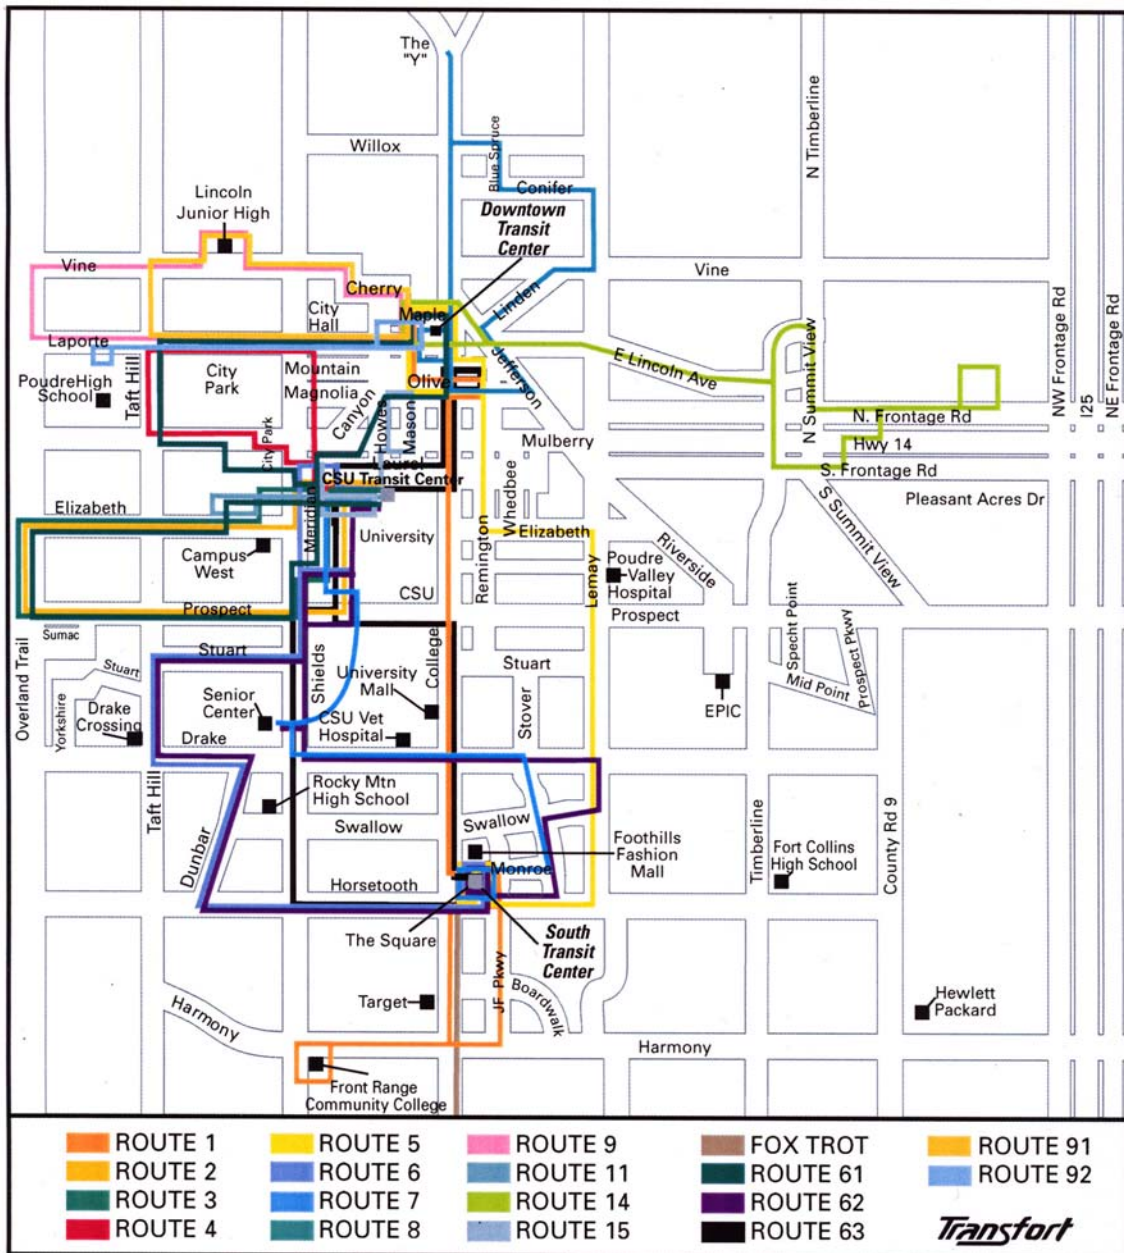 The
"Y"
Willox
Blue Spruce
N Timberline
Conifer
Lincoln
Junior High
Downtown
Transit
Center
Vine
Vine
Cherry
Linden
City
Hall
Maple
Laporte
Jefferson
E Lincoln Ave
N Summit View
NW Frontage Rd
I25
NE Frontage Rd
Poudre High
School
Taft Hill
City
Park
Mountain
Magnolia
Olive
Canyon
Howes
Mason
N. Frontage Rd
Mulberry
City Park
Hwy 14
Laurel
CSU Transit Center
S. Frontage Rd
Whedbee
Pleasant Acres Dr
Elizabeth
Meridian
University
Remington
Elizabeth
S Summit View
Riverside
Campus
West
Poudre
Valley
Hospital
CSU
Lemay
Prospect
Prospect
Specht Point
Prospect Pkwy
Sumac
Stuart
Stuart
Stuart
Overland Trail
Yorkshire
Shields
University
Mall
College
Mid Point
Senior
Center
Drake
Crossing
CSU Vet
Hospital
Stover
EPIC
Drake
Taft Hill
Rocky Mtn
High School
Swallow
Swallow
Foothills
Fashion
Mall
Timberline
Fort Collins
High School
County Rd 9
Dunbar
Monroe
Horsetooth
The Square
South
Transit
Center
JF Pkwy
Boardwalk
Target
Hewlett
Packard
Harmony
Harmony
Front Range
Community College
ROUTE 1
ROUTE 2
ROUTE 3
ROUTE 4
ROUTE 5
ROUTE 6
ROUTE 7
ROUTE 8
ROUTE 9
ROUTE 11
ROUTE 14
ROUTE 15
FOX TROT
ROUTE 61
ROUTE 62
ROUTE 63
ROUTE 91
ROUTE 92
Transfort